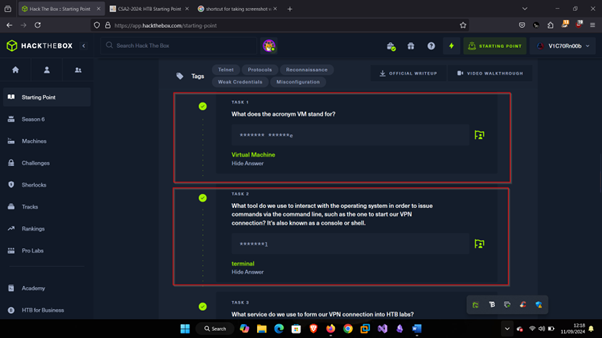 Hack The Box :: Starting Point
CSA2-2024: HTB Starting Point
shortcut for taking screenshot
https://app.hackthebox.com/starting-point
HACKTHEBOX
Search Hack The Box
STARTING POINT
V1C70Rn00b
Starting Point
Season 6
Machines
Challenges
Sherlocks
Tracks
Rankings
Pro Labs
Academy
HTB for Business
Tags
Telnet
Protocols
Reconnaissance
Weak Credentials
Misconfiguration
OFFICIAL WRITEUP
VIDEO WALKTHROUGH
TASK 1
What does the acronym VM stand for?
******* ******e
Virtual Machine
Hide Answer
TASK 2
What tool do we use to interact with the operating system in order to issue
commands via the command line, such as the one to start our VPN
connection? It's also known as a console or shell.
*******l
terminal
Hide Answer
TASK 3
What service do we use to form our VPN connection into HTB labs?
Search
12:18
11/09/2024